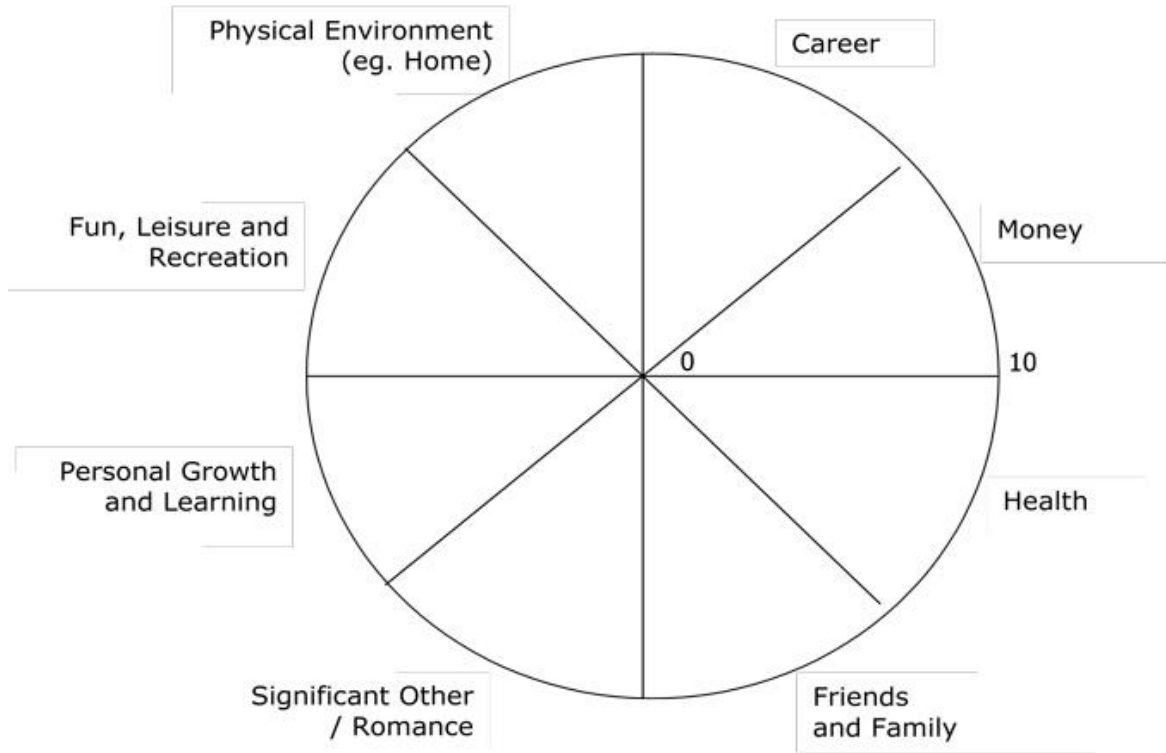 Physical Environment
(eg. Home)
Career
Fun, Leisure and
Recreation
Money
0
10
Personal Growth
and Learning
Health
Significant Other
/ Romance
Friends
and Family